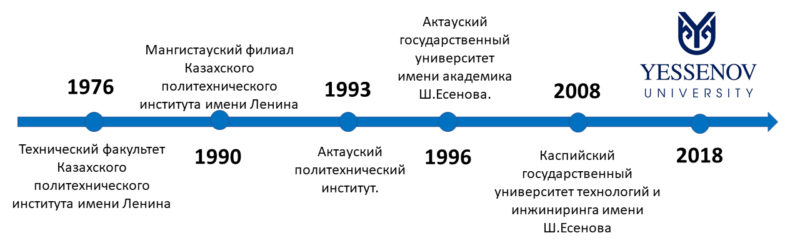 1976
Технический факультет
Казахского
политехнического
института имени Ленина
Мангистауский филиал
Казахского
политехнического
института имени Ленина
1990
1993
Актауский
политехнический
институт.
Актауский
государственный
университет
имени академика
Ш.Есенова.
1996
2008
Каспийский
государственный
университет технологий и
инжиниринга имени
Ш.Есенова
YESSENOV
UNIVERSITY
2018